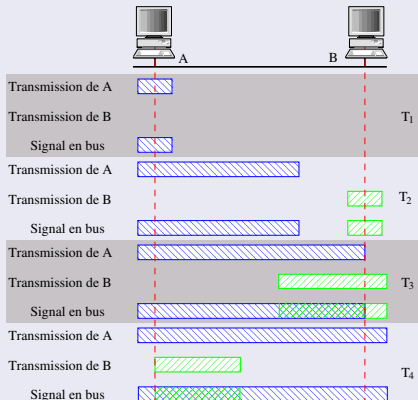 A B
Transmission de A
Transmission de B T1
Signal en bus
Transmission de A
Transmission de B T2
Signal en bus
Transmission de A
Transmission de B T3
Signal en bus
Transmission de A
Transmission de B T4
Signal en bus